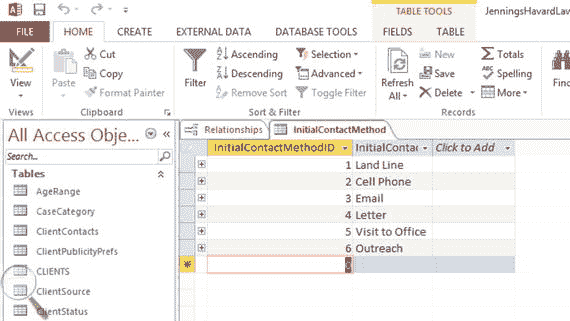 TABLE TOOLS
JenningsHavardLaw
FILE HOME CREATE EXTERNAL DATA DATABASE TOOLS FIELDS TABLE
View
Views
Paste
Cut
Copy
Format Painter
Clipboard
Filter
Ascending
Descending
Remove Sort
Selection
Advanced
Toggle Filter
Sort & Filter
Refresh
All
New
Save
Delete
Totals
Spelling
More
Records
Find
All Access Obje...
Search...
Tables
AgeRange
CaseCategory
ClientContacts
ClientPublicityPrefs
CLIENTS
ClientSource
ClientStatus
Relationships InitialContactMethod
InitialContactMethodID InitialContac Click to Add
1 Land Line
2 Cell Phone
3 Email
4 Letter
5 Visit to Office
6 Outreach
0